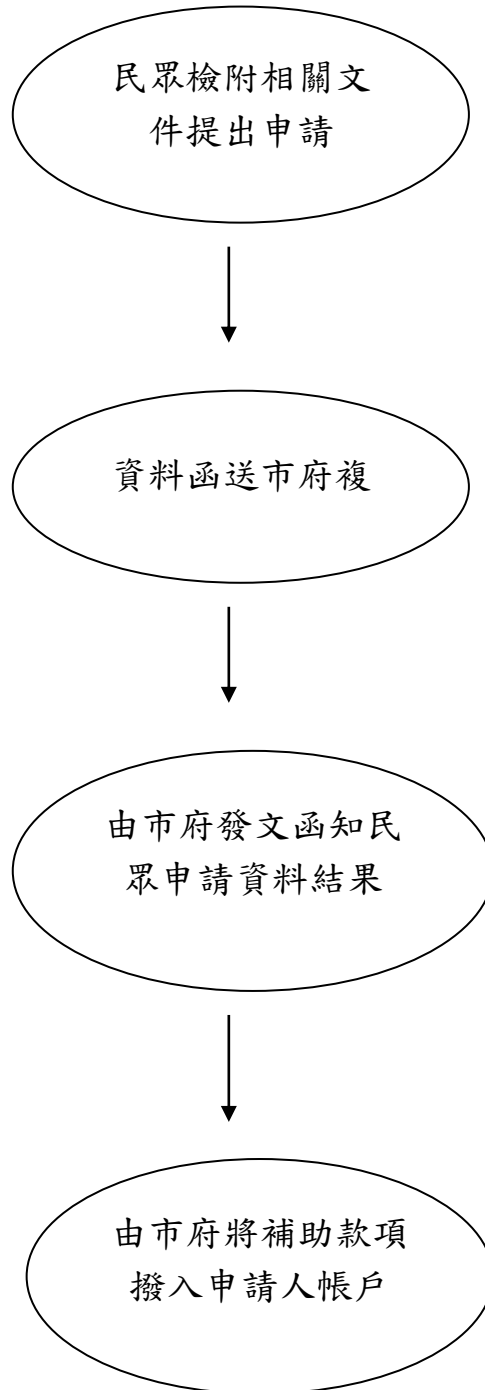 民眾檢附相關文
件提出申請
資料函送市府複
由市府發文函知民
眾申請資料結果
由市府將補助款項
撥入申請人帳戶